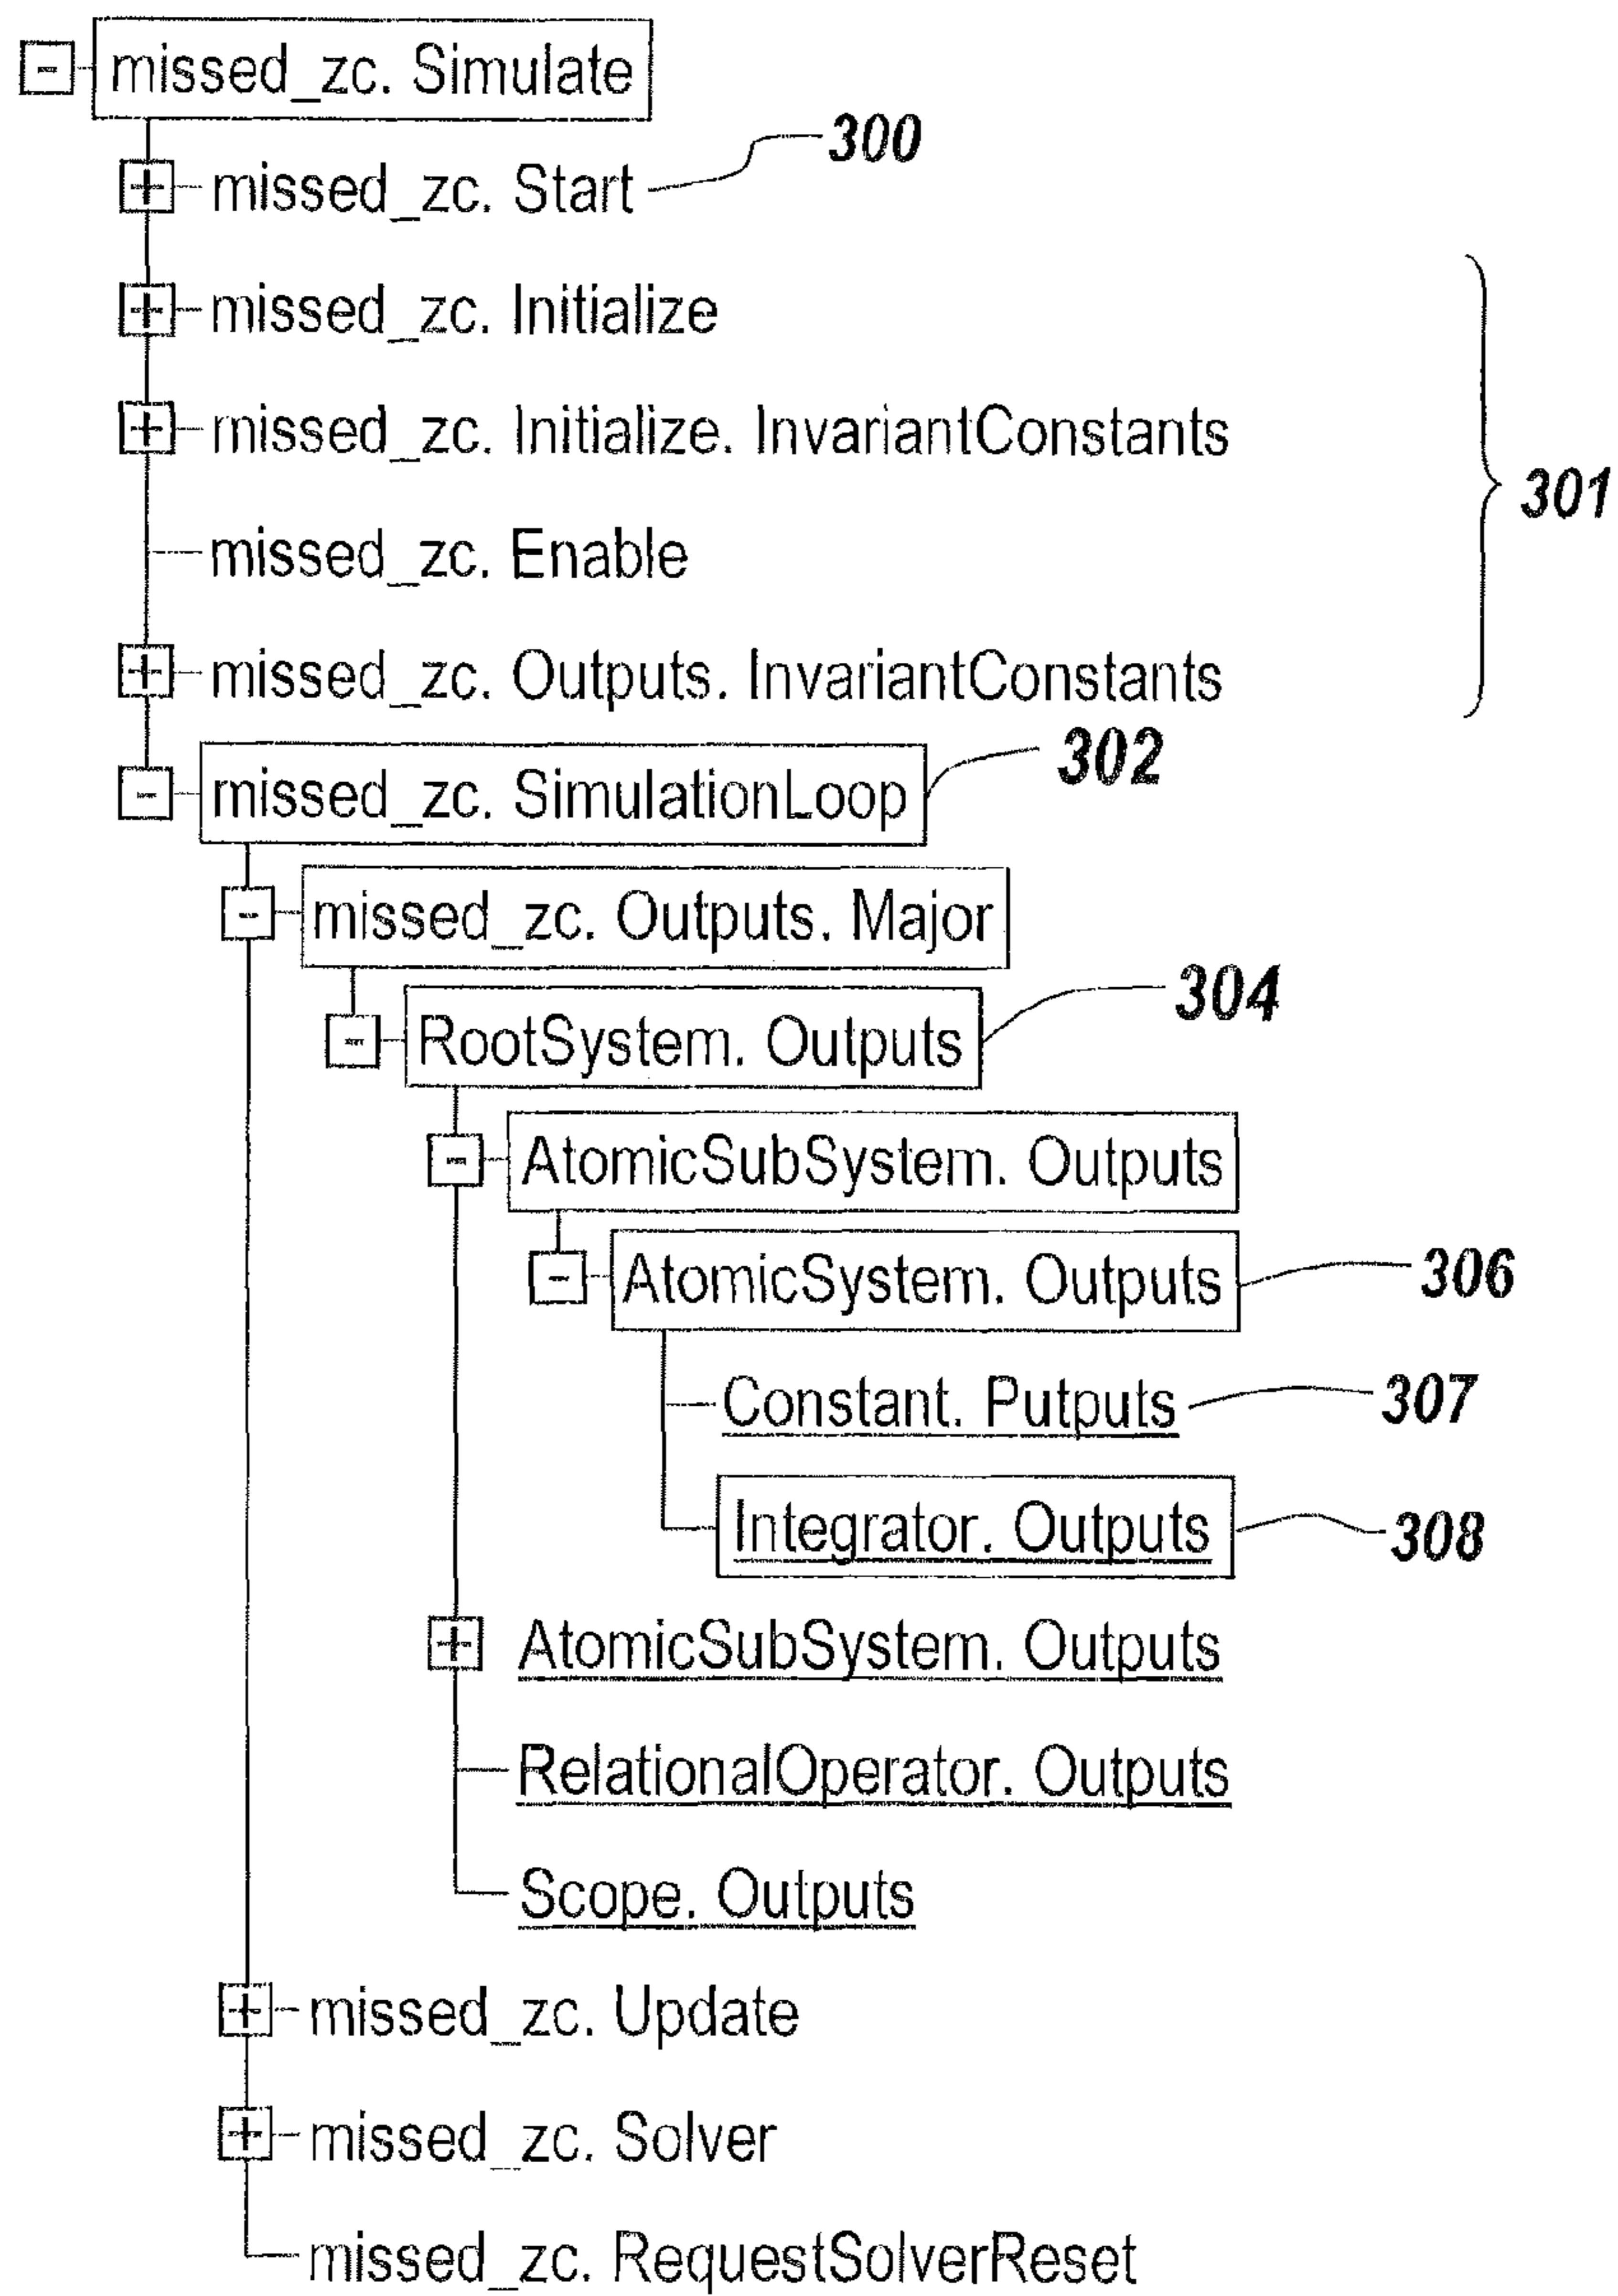 missed_zc. Simulate
missed_zc. Start
300
missed_zc. Initialize
missed_zc. Initialize. InvariantConstants
301
missed_zc. Enable
missed_zc. Outputs. InvariantConstants
missed_zc. SimulationLoop
302
missed_zc. Outputs. Major
RootSystem. Outputs
304
AtomicSubSystem. Outputs
AtomicSystem. Outputs
306
Constant. Putputs
307
Integrator. Outputs
308
AtomicSubSystem. Outputs
RelationalOperator. Outputs
Scope. Outputs
missed_zc. Update
missed_zc. Solver
missed_zc. RequestSolverReset